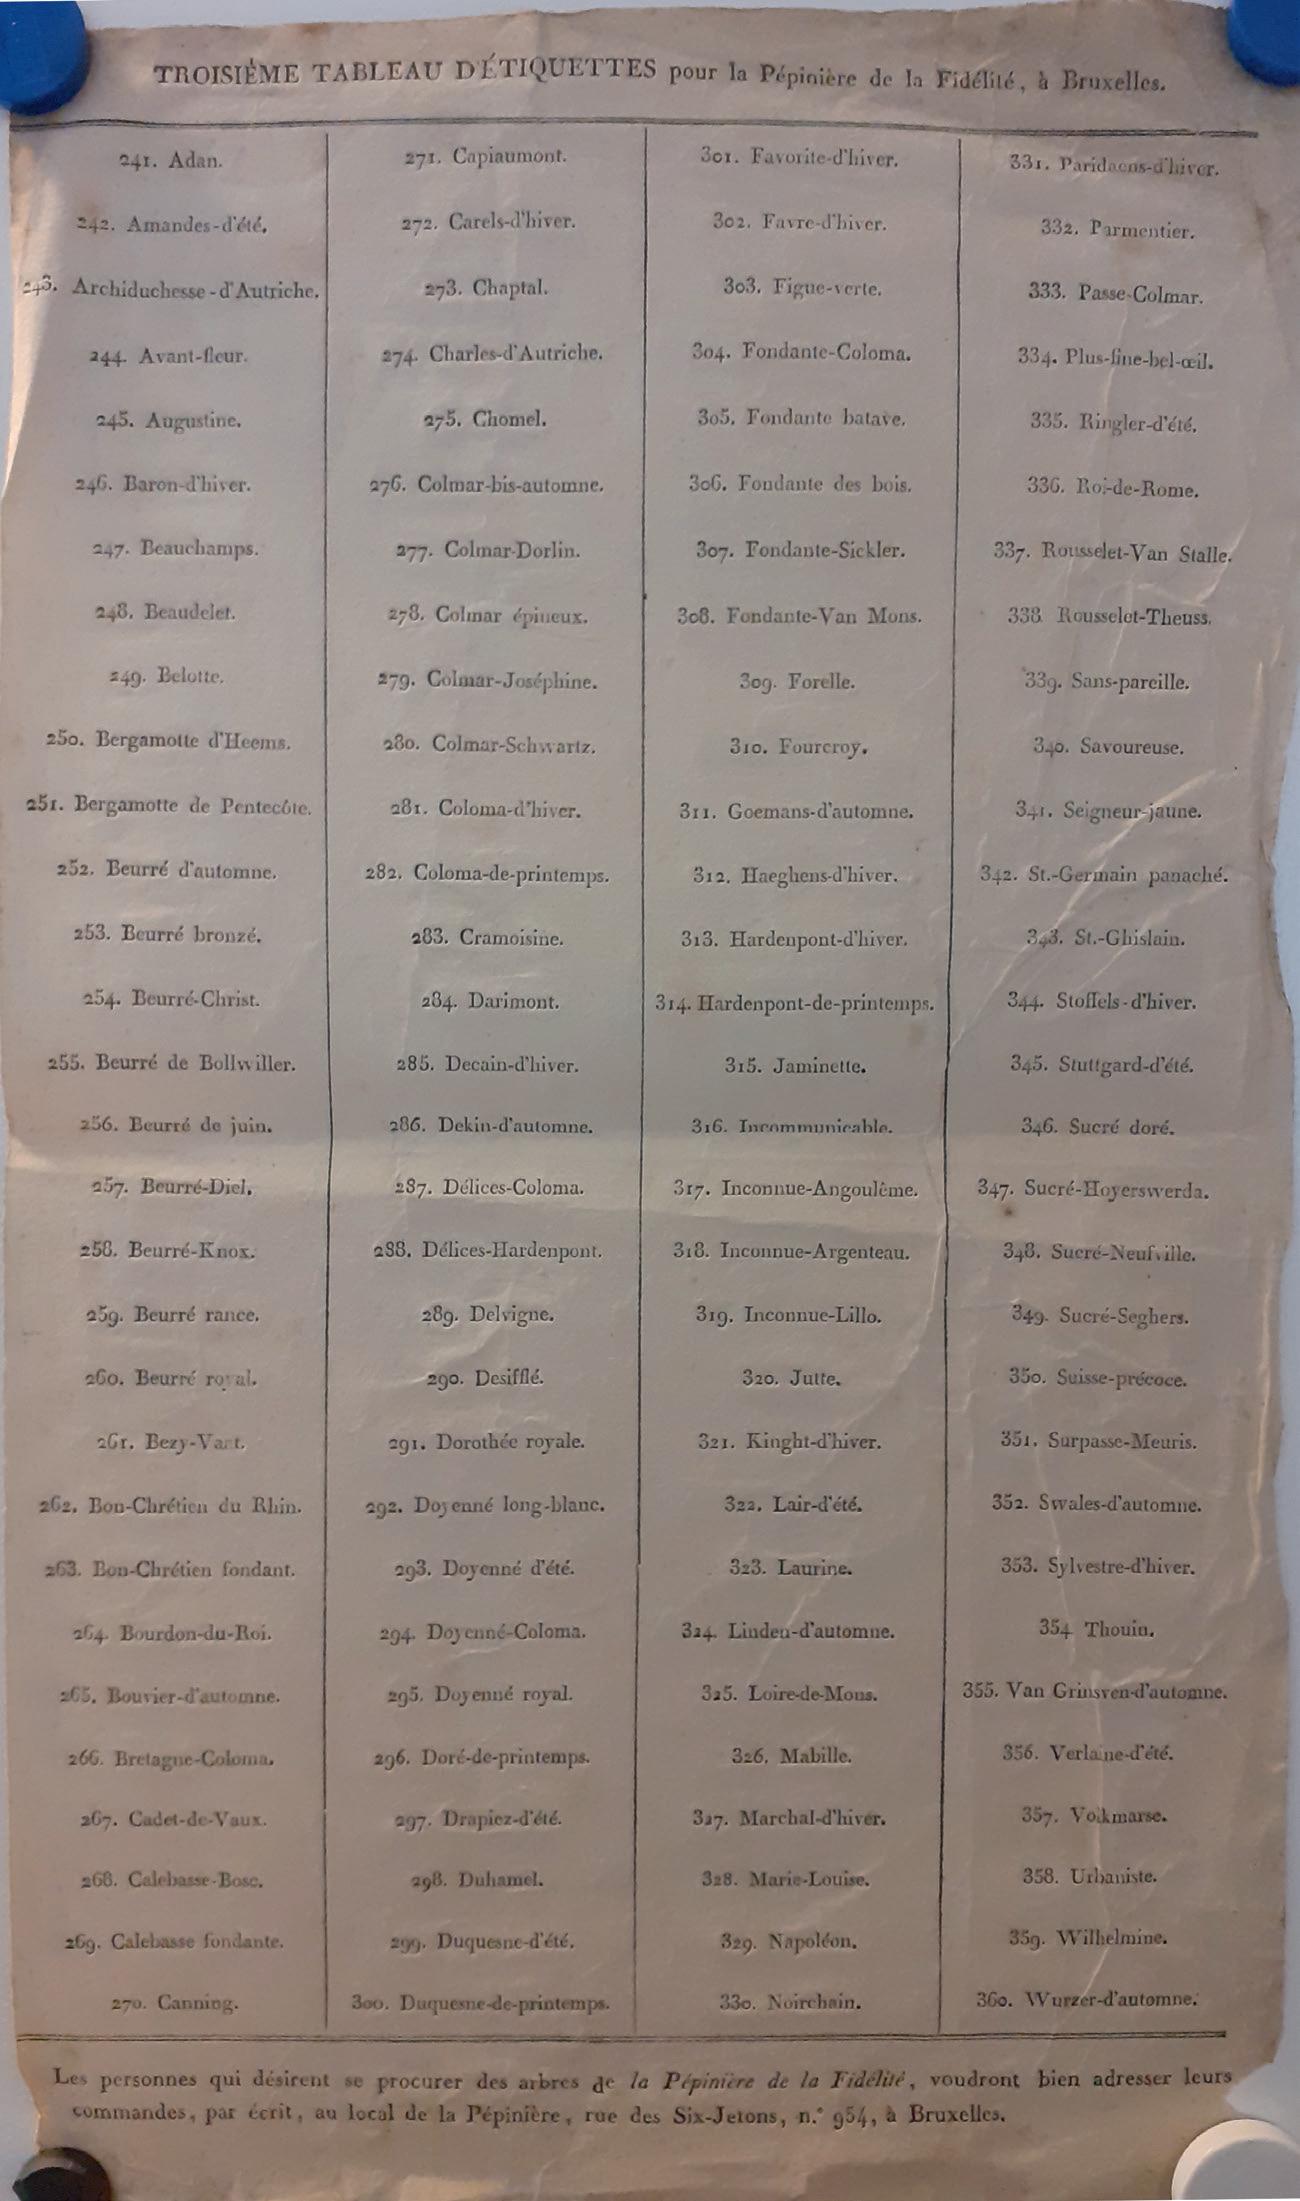 TROISIÈME TABLEAU D'ÉTIQUETTES pour la Pépinière de la Fidélité, à Bruxelles.
241. Adan.
242. Amandes-d'été.
243. Archiduchesse-d'Autriche.
244. Avant-fleur.
245. Augustine.
246. Baron-d'hiver.
247. Beauchamps.
248. Beaudelet.
249. Belotte.
250. Bergamotte d'Heems.
251. Bergamotte de Pentecôte.
252. Beurré d'automne.
253. Beurré bronzé.
254. Beurré-Christ.
255. Beurré de Bollwiller.
256. Beurré de juin.
257. Beurré-Diel.
258. Beurré-Knox.
259. Beurré rance.
260. Beurré royal.
261. Bezy-Vaet.
262. Bon-Chrétien du Rhin.
263. Bon-Chrétien fondant.
264. Bourdon-du-Roi.
265. Bouvier-d'automne.
266. Bretagne-Coloma.
267. Cadet-de-Vaux.
268. Calebasse-Bosc.
269. Calebasse fondante.
270. Canning.
271. Capiaumont.
272. Carels-d'hiver.
273. Chaptal.
274. Charles-d'Autriche.
275. Chomel.
276. Colmar-bis-automne.
277. Colmar-Dorlin.
278. Colmar épineux.
279. Colmar-Joséphine.
280. Colmar-Schwartz.
281. Coloma-d'hiver.
282. Coloma-de-printemps.
283. Cramoisine.
284. Darimont.
285. Decain-d'hiver.
286. Dekin-d'automne.
287. Délices-Coloma.
288. Délices-Hardenpont.
289. Delvigne.
290. Desifflé.
291. Dorothée royale.
292. Doyenné long-blanc.
293. Doyenné d'été.
294. Doyenné-Coloma.
295. Doyenné royal.
296. Doré-de-printemps.
297. Drapiez-d'été.
298. Duhamel.
299. Duquesne-d'été.
300. Duquesne-de-printemps.
301. Favorite-d'hiver.
302. Favre-d'hiver.
303. Figue-verte.
304. Fondante-Coloma.
305. Fondante batave.
306. Fondante des bois.
307. Fondante-Sickler.
308. Fondante-Van Mons.
309. Forelle.
310. Fourcroy.
311. Goemans-d'automne.
312. Haeghens-d'hiver.
313. Hardenpont-d'hiver.
314. Hardenpont-de-printemps.
315. Jaminette.
316. Incommunicable.
317. Inconnue-Angoulême.
318. Inconnue-Argenteau.
319. Inconnue-Lillo.
320. Jutte.
321. Kinght-d'hiver.
322. Lair-d'été.
323. Laurine.
324. Linden-d'automne.
325. Loire-de-Mons.
326. Mabille.
327. Marchal-d'hiver.
328. Marie-Louise.
329. Napoléon.
330. Noirchain.
331. Paridaens-d'hiver.
332. Parmentier.
333. Passe-Colmar.
334. Plus-fine-bel-œil.
335. Ringler-d'été.
336. Roi-de-Rome.
337. Rousselet-Van Stalle.
338 Rousselet-Theuss.
339. Sans-pareille.
340. Savoureuse.
341. Seigneur-jaune.
342. St.-Germain panaché.
343. St.-Ghislain.
344. Stoffels-d'hiver.
345. Stuttgard-d'été.
346. Sucré doré.
347. Sucré-Hoyerswerda.
348. Sucré-Neufville.
349. Sucré-Seghers.
350. Suisse-précoce.
351. Surpasse-Meuris.
352. Swales-d'automne.
353. Sylvestre-d'hiver.
354 Thouin.
355. Van Grinsven-d'automne.
356. Verlaine-d'été.
357. Volkmarse.
358. Urbaniste.
359. Wilhelmine.
360. Wurzer-d'automne.
Les personnes qui désirent se procurer des arbres de la Pépinière de la Fidélité, voudront bien adresser leurs
commandes, par écrit, au local de la Pépinière, rue des Six-Jetons, n.° 954, à Bruxelles.